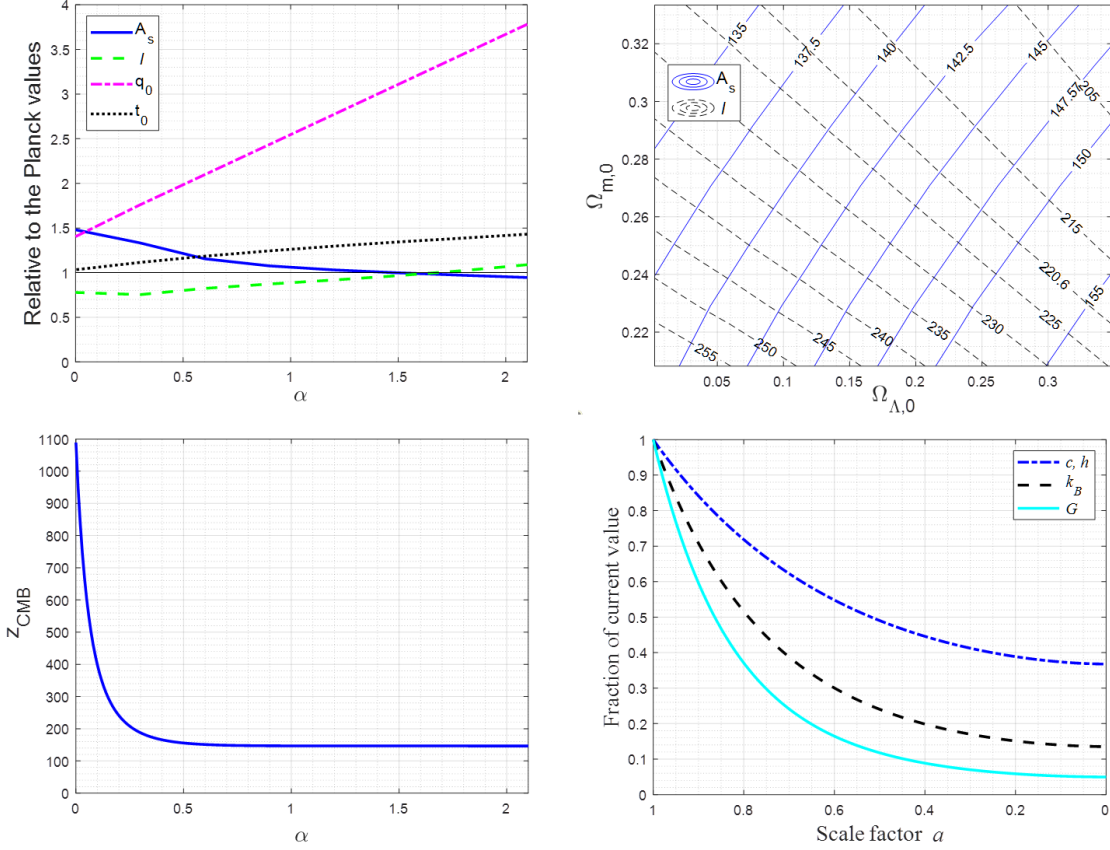 Relative to the Planck values
4
3.5
3
2.5
2
1.5
1
0.5
0
A_s
l
q_0
t_0
0 0.5 1 1.5 2
α
Ω_m,0
0.32
0.3
0.28
0.26
0.24
0.22
A_s
l
135
137.5
140
142.5
145
205
147.57
150
215
220.6
155
255
250
245
240
235
230
225
0.05 0.1 0.15 0.2 0.25 0.3
Ω_Λ,0
z_CMB
1100
1000
900
800
700
600
500
400
300
200
100
0
0 0.5 1 1.5 2
α
Fraction of current value
1
0.9
0.8
0.7
0.6
0.5
0.4
0.3
0.2
0.1
0
c, h
k_B
G
1 0.8 0.6 0.4 0.2 0
Scale factor a